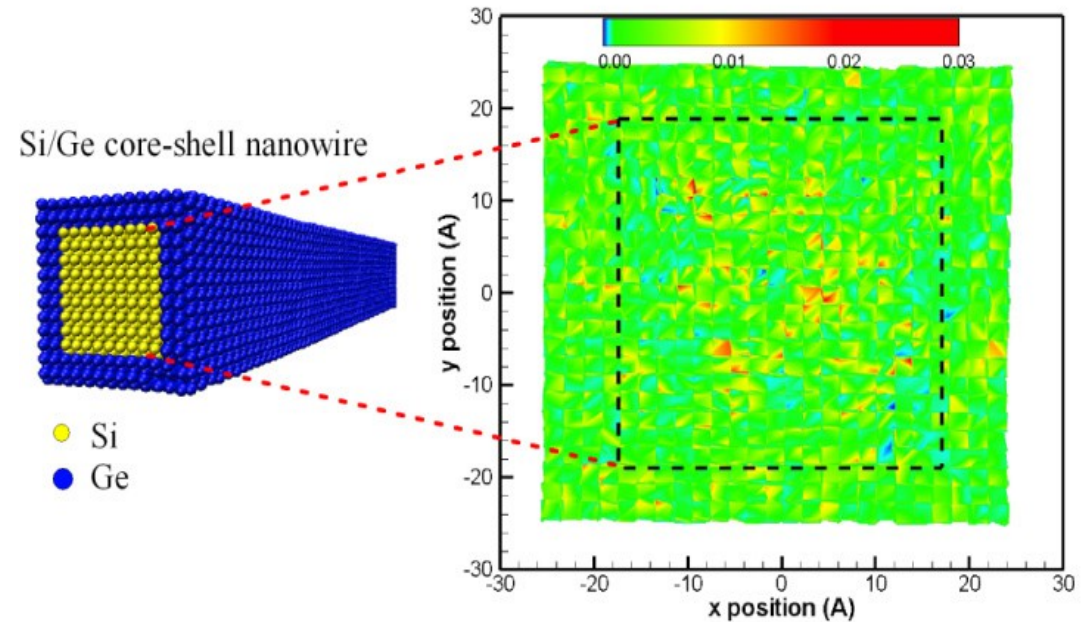 Si/Ge core-shell nanowire
Si
Ge
0.00 0.01 0.02 0.03
30
20
10
0
-10
-20
-30
y position (A)
-30 -20 -10 0 10 20 30
x position (A)